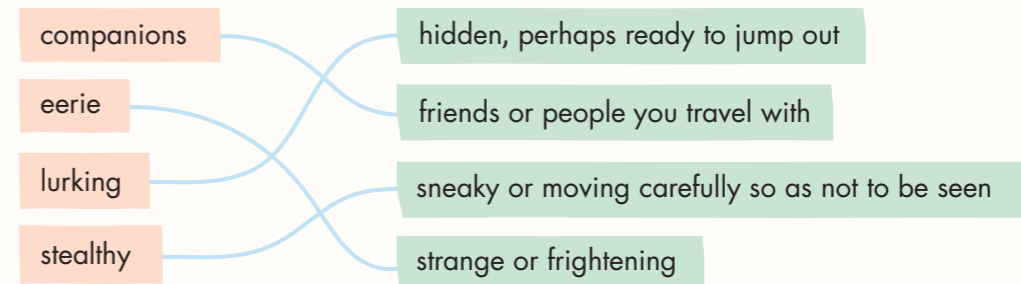 companions
hidden, perhaps ready to jump out
eerie
friends or people you travel with
lurking
sneaky or moving carefully so as not to be seen
stealthy
strange or frightening